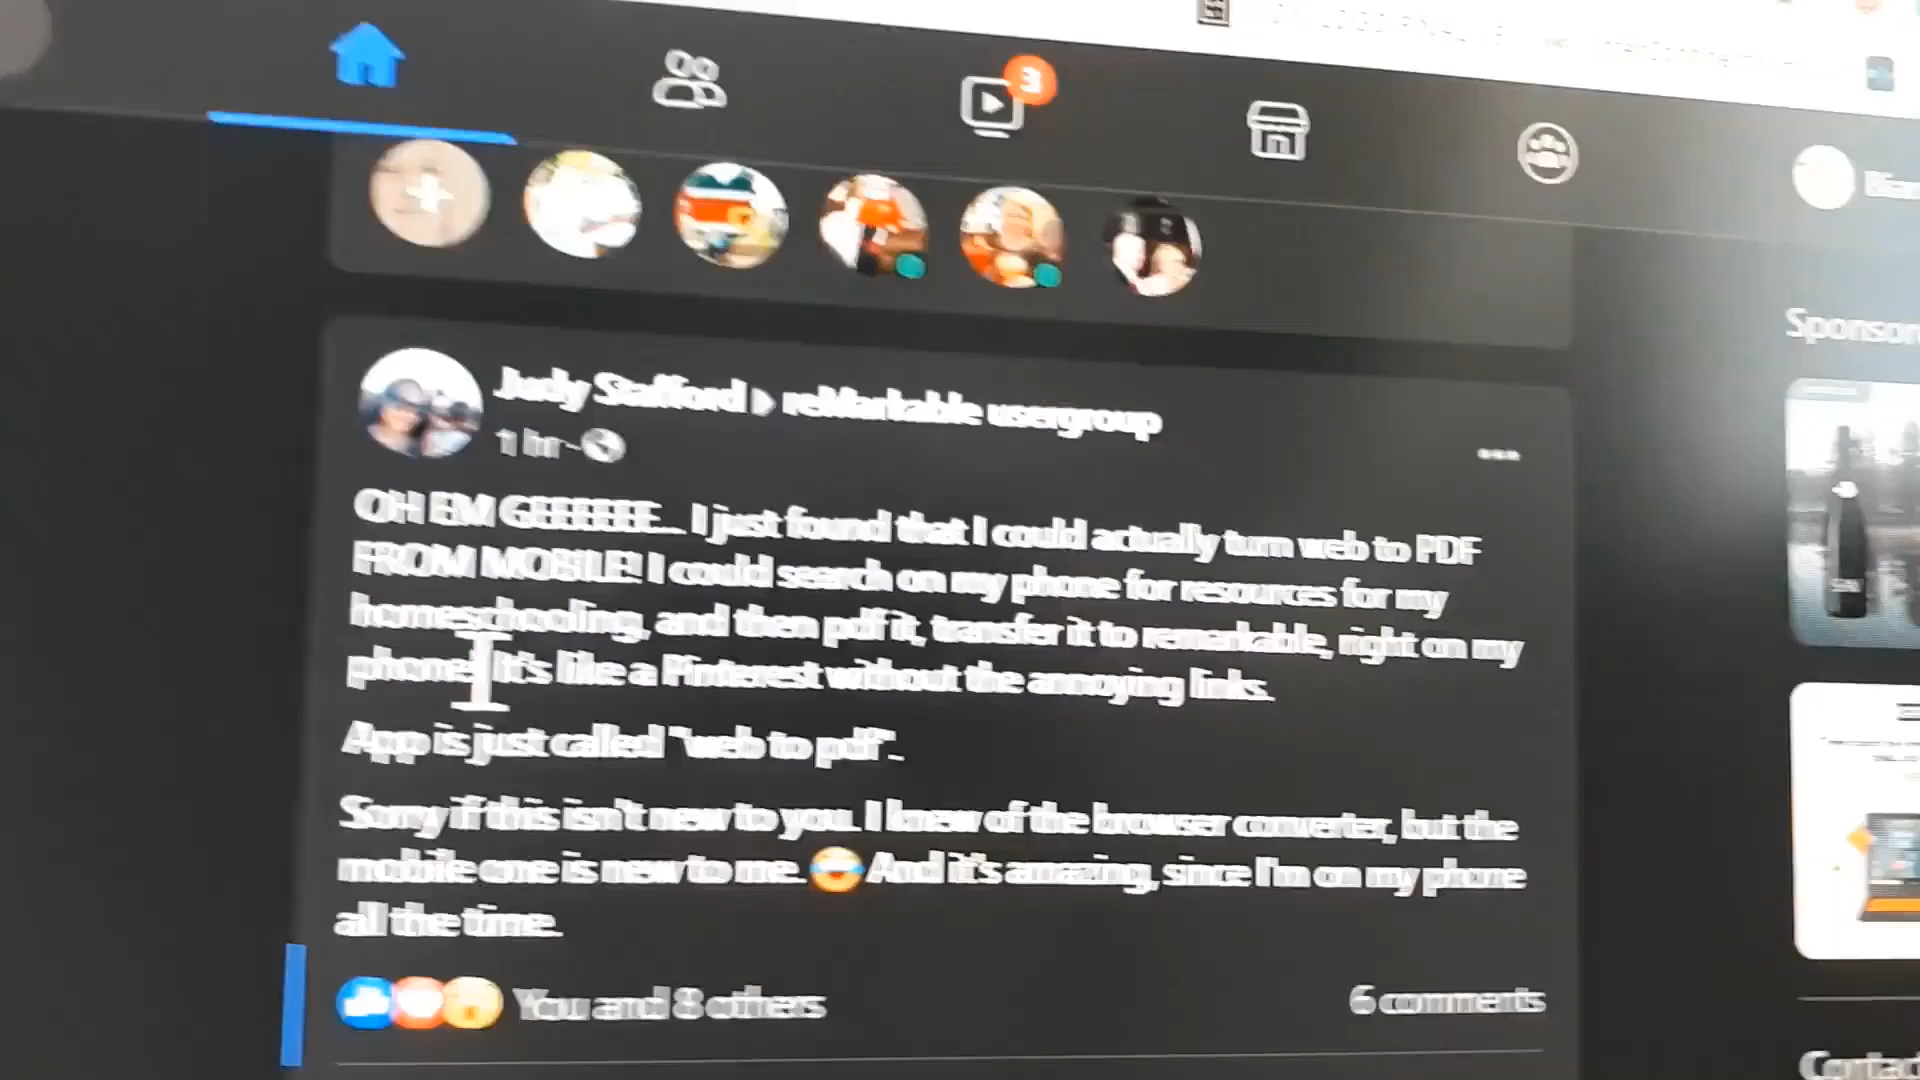 3
Judy Stafford ▸ reMarkable usergroup
1 hr ·
Sponsor
OH EM GEEEEEE... I just found that I could actually turn web to PDF
FROM MOBILE! I could search on my phone for resources for my
homeschooling, and then pdf it, transfer it to remarkable, right on my
phone! It's like a Pinterest without the annoying links.
App is just called "web to pdf".
Sorry if this isn't new to you. I knew of the browser converter, but the
mobile one is new to me. 😂 And it's amazing, since I'm on my phone
all the time.
You and 8 others
6 comments
Contac